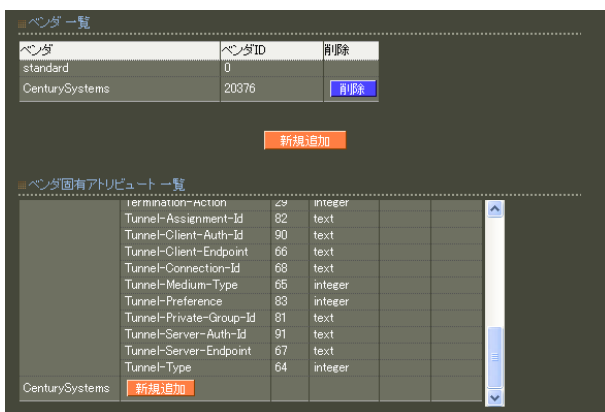 ベンダ 一覧
ベンダ ベンダID 削除
standard 0
CenturySystems 20376 削除
新規追加
ベンダ固有アトリビュート 一覧
Termination-Action 29 integer
Tunnel-Assignment-Id 82 text
Tunnel-Client-Auth-Id 90 text
Tunnel-Client-Endpoint 66 text
Tunnel-Connection-Id 68 text
Tunnel-Medium-Type 65 integer
Tunnel-Preference 83 integer
Tunnel-Private-Group-Id 81 text
Tunnel-Server-Auth-Id 91 text
Tunnel-Server-Endpoint 67 text
Tunnel-Type 64 integer
CenturySystems 新規追加